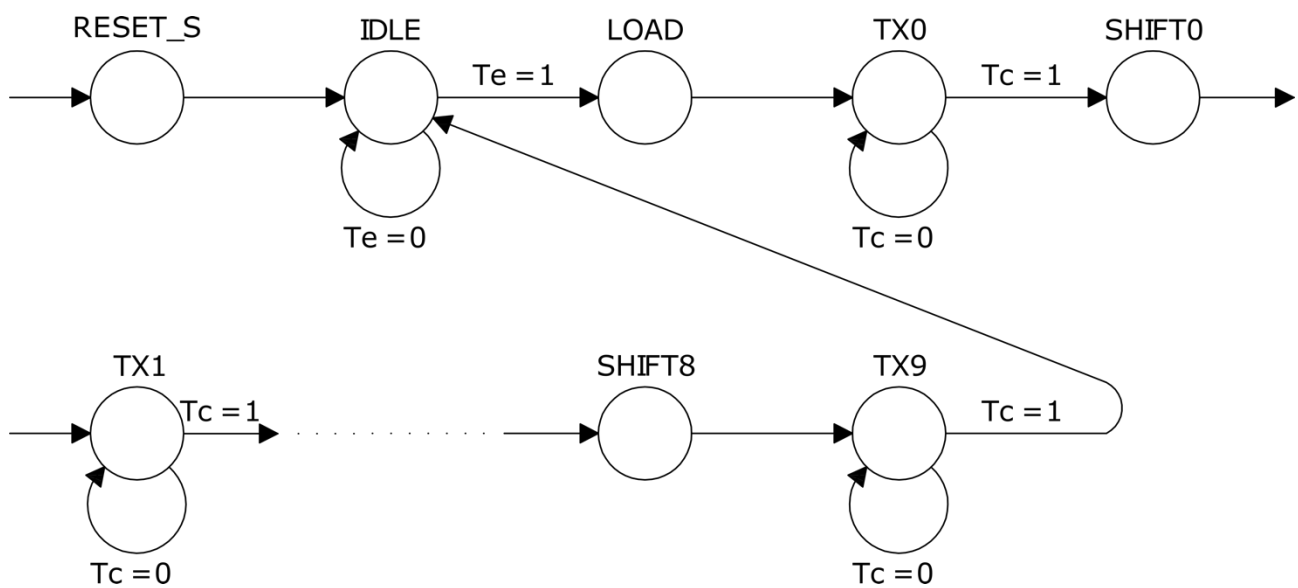 RESET_S IDLE LOAD TX0 SHIFT0
Te = 1 Tc = 1
Te = 0 Tc = 0
TX1 SHIFT8 TX9
Tc = 1 Tc = 1
Tc = 0 Tc = 0